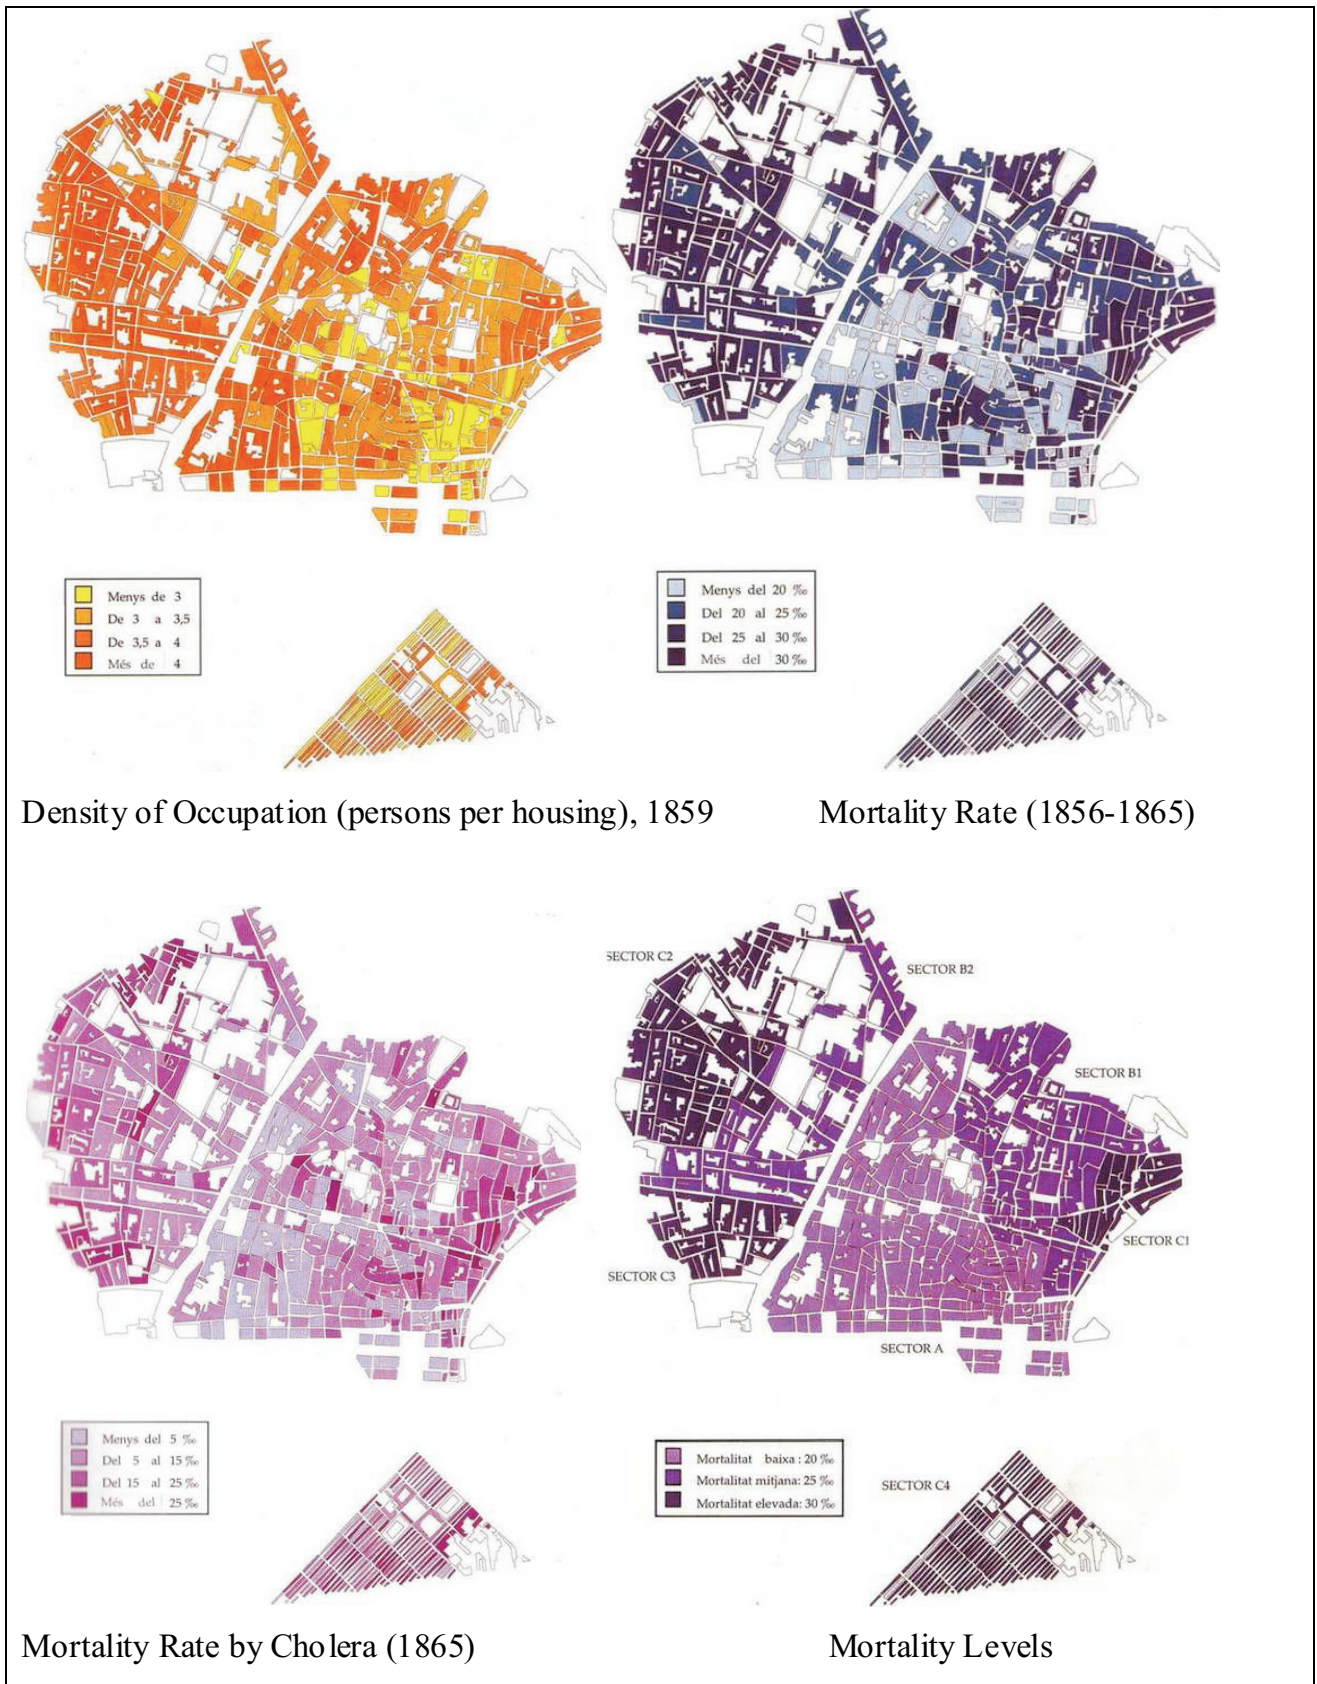 Menys de 3
De 3 a 3,5
De 3,5 a 4
Més de 4
Menys del 20 ‰
Del 20 al 25 ‰
Del 25 al 30 ‰
Més del 30 ‰
Density of Occupation (persons per housing), 1859
Mortality Rate (1856-1865)
SECTOR C2
SECTOR B2
SECTOR B1
SECTOR C1
SECTOR C3
SECTOR A
Menys del 5 ‰
Del 5 al 15 ‰
Del 15 al 25 ‰
Més del 25 ‰
Mortalitat baixa : 20 ‰
Mortalitat mitjana: 25 ‰
Mortalitat elevada: 30 ‰
SECTOR C4
Mortality Rate by Cholera (1865)
Mortality Levels